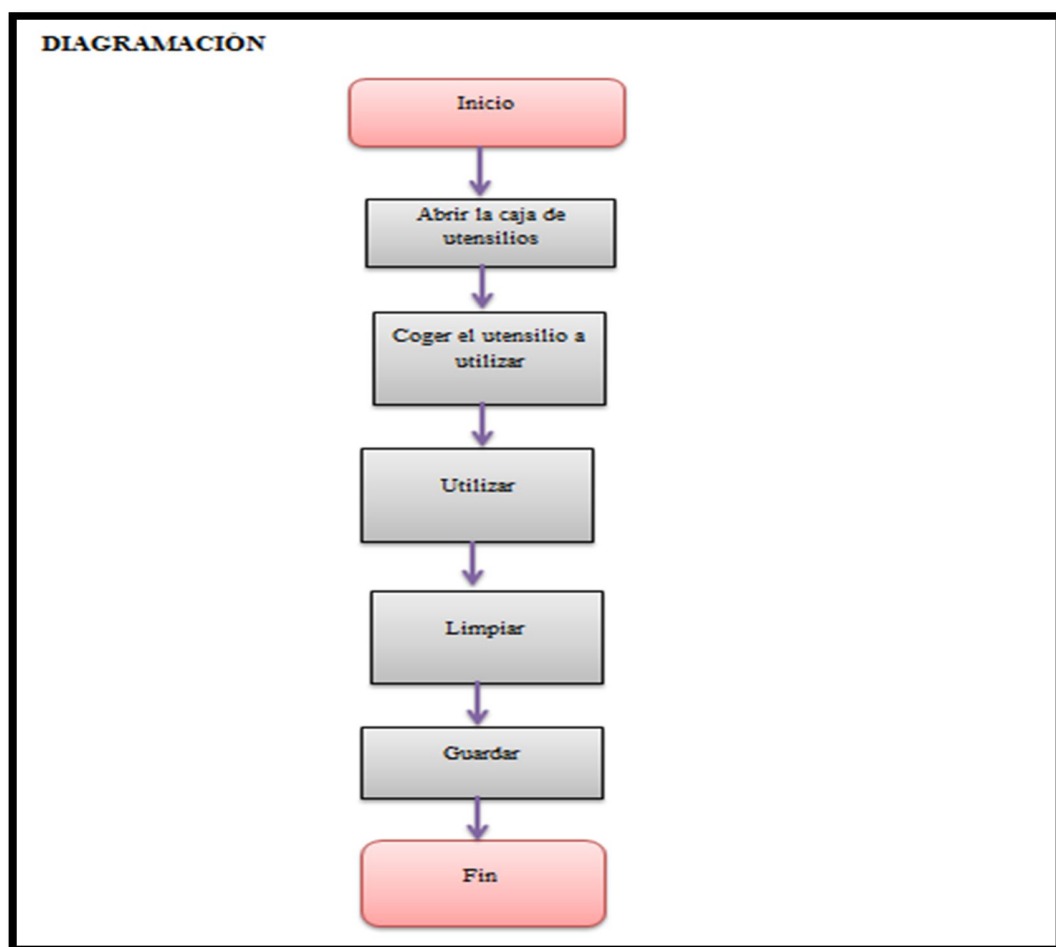 DIAGRAMACIÓN
Inicio
Abrir la caja de
utensilios
Coger el utensilio a
utilizar
Utilizar
Limpiar
Guardar
Fin